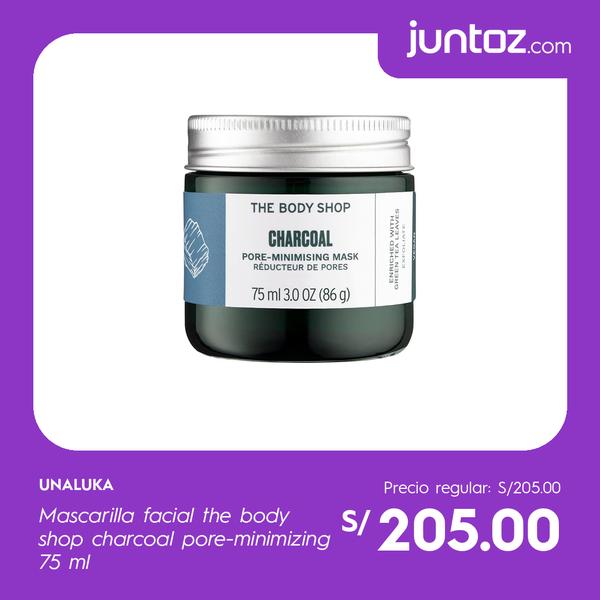 juntoz.com
THE BODY SHOP
CHARCOAL
PORE-MINIMISING MASK
RÉDUCTEUR DE PORES
75 ml 3.0 OZ (86 g)
ENRICHED WITH
GREEN TEA LEAVES
EXFOLIATE
VEGAN
UNALUKA
Mascarilla facial the body
shop charcoal pore-minimizing
75 ml
Precio regular: S/205.00
S/ 205.00